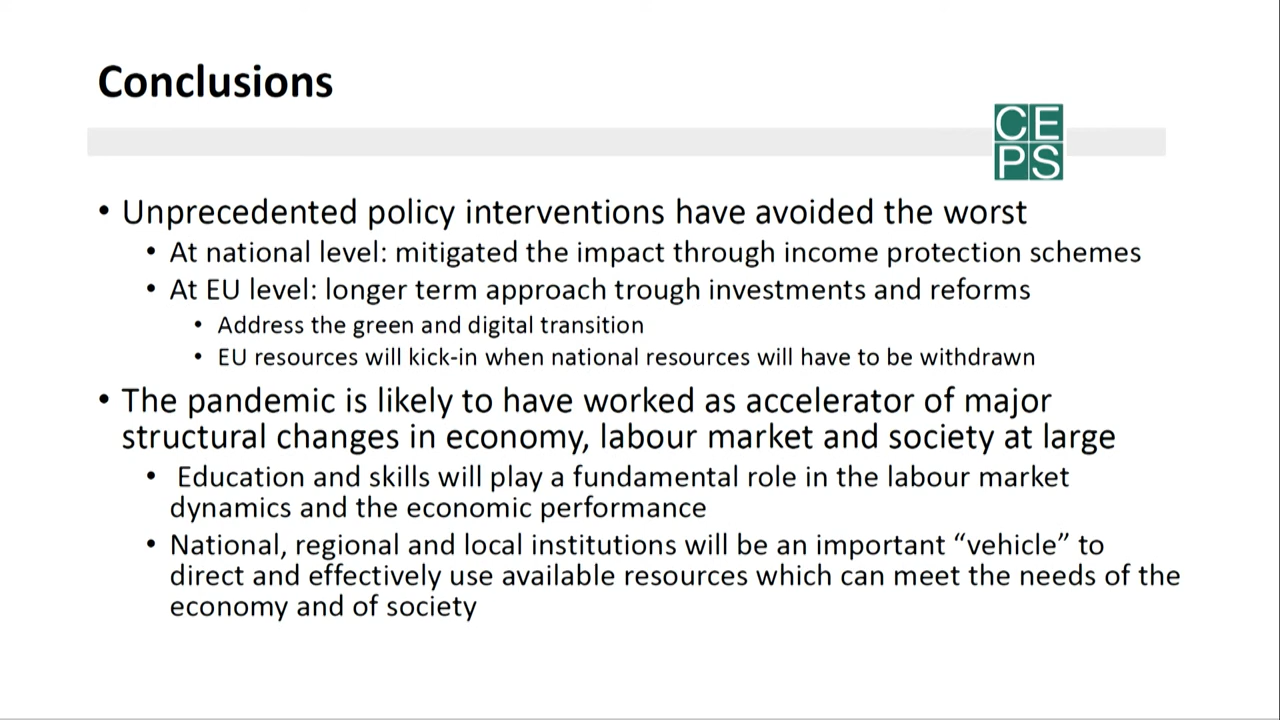 Conclusions
CE
PS
• Unprecedented policy interventions have avoided the worst
• At national level: mitigated the impact through income protection schemes
• At EU level: longer term approach trough investments and reforms
• Address the green and digital transition
• EU resources will kick-in when national resources will have to be withdrawn
• The pandemic is likely to have worked as accelerator of major
structural changes in economy, labour market and society at large
• Education and skills will play a fundamental role in the labour market
dynamics and the economic performance
• National, regional and local institutions will be an important “vehicle” to
direct and effectively use available resources which can meet the needs of the
economy and of society